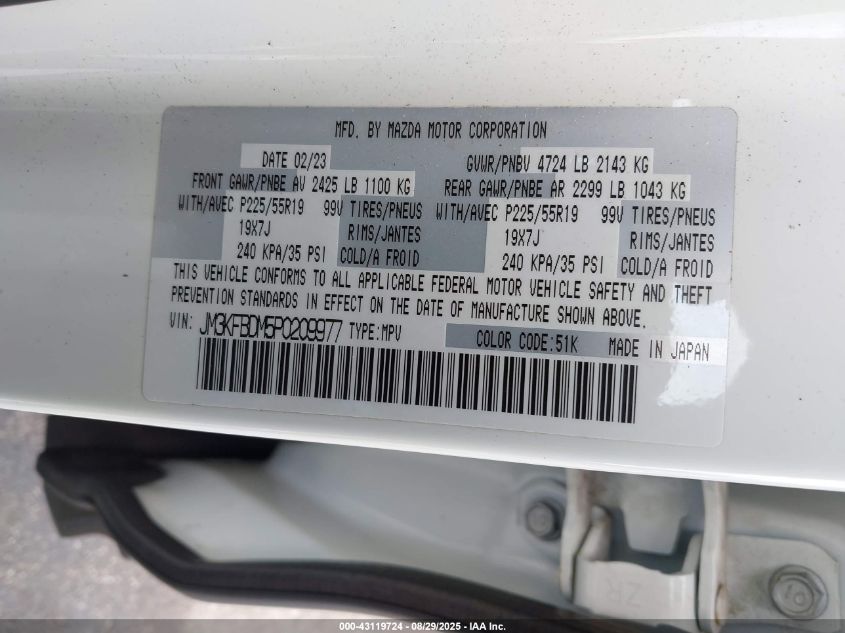 MFD. BY MAZDA MOTOR CORPORATION
DATE 02/23 GVWR/PNBV 4724 LB 2143 KG
FRONT GAWR/PNBE AV 2425 LB 1100 KG REAR GAWR/PNBE AR 2299 LB 1043 KG
WITH/AVEC P225/55R19 99V TIRES/PNEUS WITH/AVEC P225/55R19 99V TIRES/PNEUS
19X7J RIMS/JANTES 19X7J RIMS/JANTES
240 KPA/35 PSI COLD/A FROID 240 KPA/35 PSI COLD/A FROID
THIS VEHICLE CONFORMS TO ALL APPLICABLE FEDERAL MOTOR VEHICLE SAFETY AND THEFT
PREVENTION STANDARDS IN EFFECT ON THE DATE OF MANUFACTURE SHOWN ABOVE.
VIN: JM3KFBDM5P0209977 TYPE:MPV COLOR CODE:51K MADE IN JAPAN
ZR
000-43119724 - 08/29/2025 - IAA Inc.